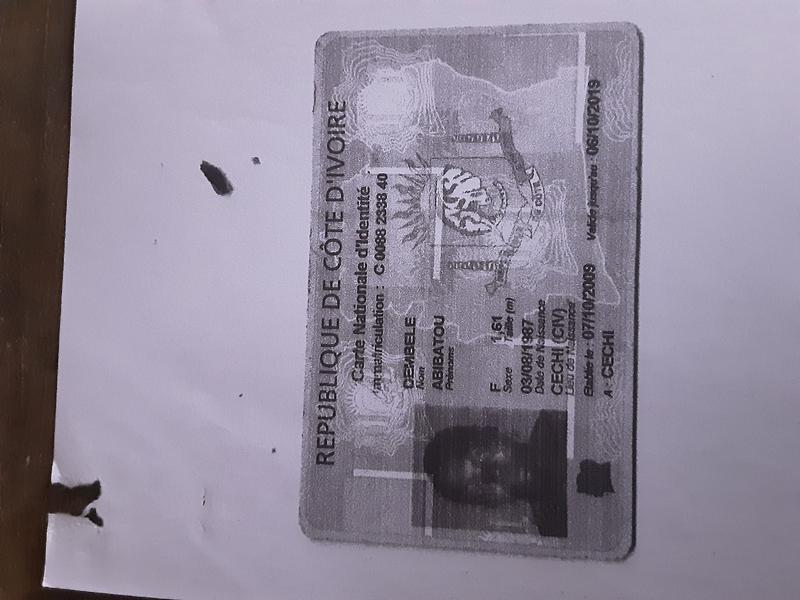 REPUBLIQUE DE CÔTE D'IVOIRE
Carte Nationale d'Identité
Immatriculation : C 0088 2338 40
DEMBELE
Nom
ABIBATOU
Prénoms
F 1,61
Sexe Taille (m)
03/08/1987
Date de Naissance
CECHI (CIV)
Lieu de Naissance
Etablie le : 07/10/2009 Valide jusqu'au : 06/10/2019
A : CECHI